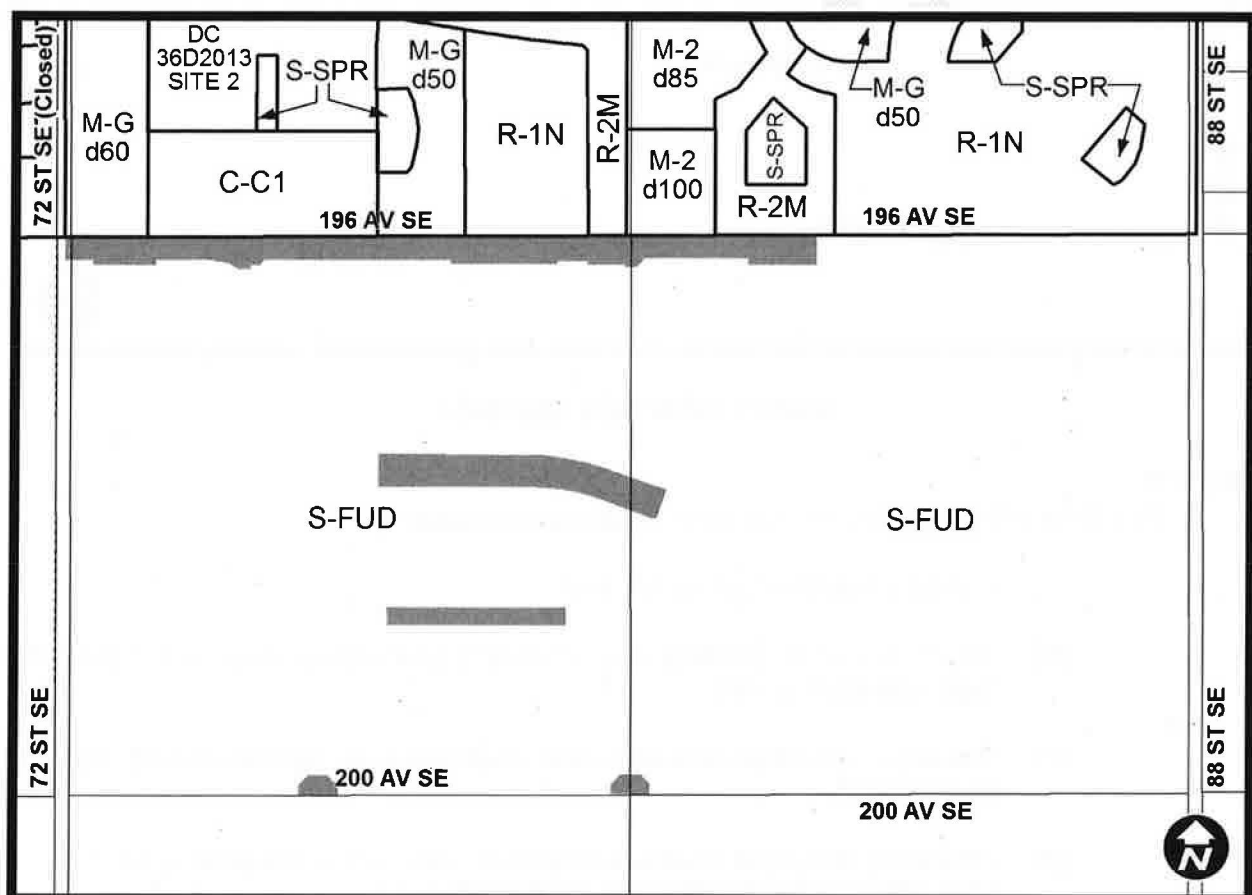 DC
36D2013
SITE 2
S-SPR
M-G
d50
M-2
d85
M-G
d50
S-SPR
72 ST SE (Closed)
M-G
d60
C-C1
R-1N
R-2M
M-2
d100
S-SPR
R-2M
R-1N
88 ST SE
196 AV SE
196 AV SE
S-FUD
S-FUD
72 ST SE
200 AV SE
200 AV SE
88 ST SE
N